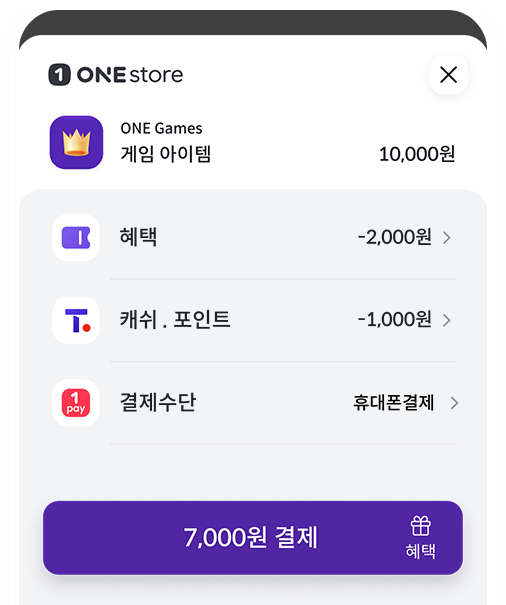 1 ONE store
ONE Games
게임 아이템
10,000원
혜택
-2,000원
T.
캐쉬 . 포인트
-1,000원
1
pay
결제수단
휴대폰결제
7,000원 결제
혜택